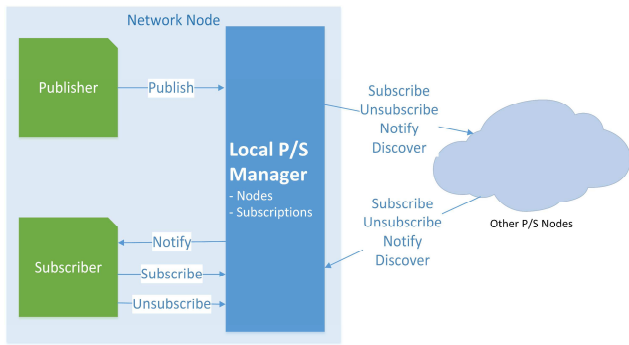 Network Node
Publisher
Publish
Local P/S
Manager
- Nodes
- Subscriptions
Subscriber
Notify
Subscribe
Unsubscribe
Subscribe
Unsubscribe
Notify
Discover
Subscribe
Unsubscribe
Notify
Discover
Other P/S Nodes